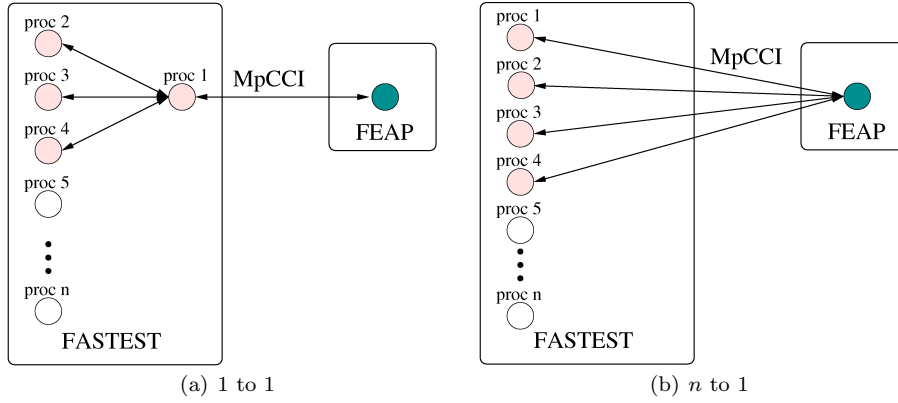 proc 2
proc 3
proc 1
proc 4
proc 5
proc n
MpCCI
FEAP
FASTEST
(a) 1 to 1
proc 1
proc 2
proc 3
proc 4
proc 5
proc n
MpCCI
FEAP
FASTEST
(b) n to 1